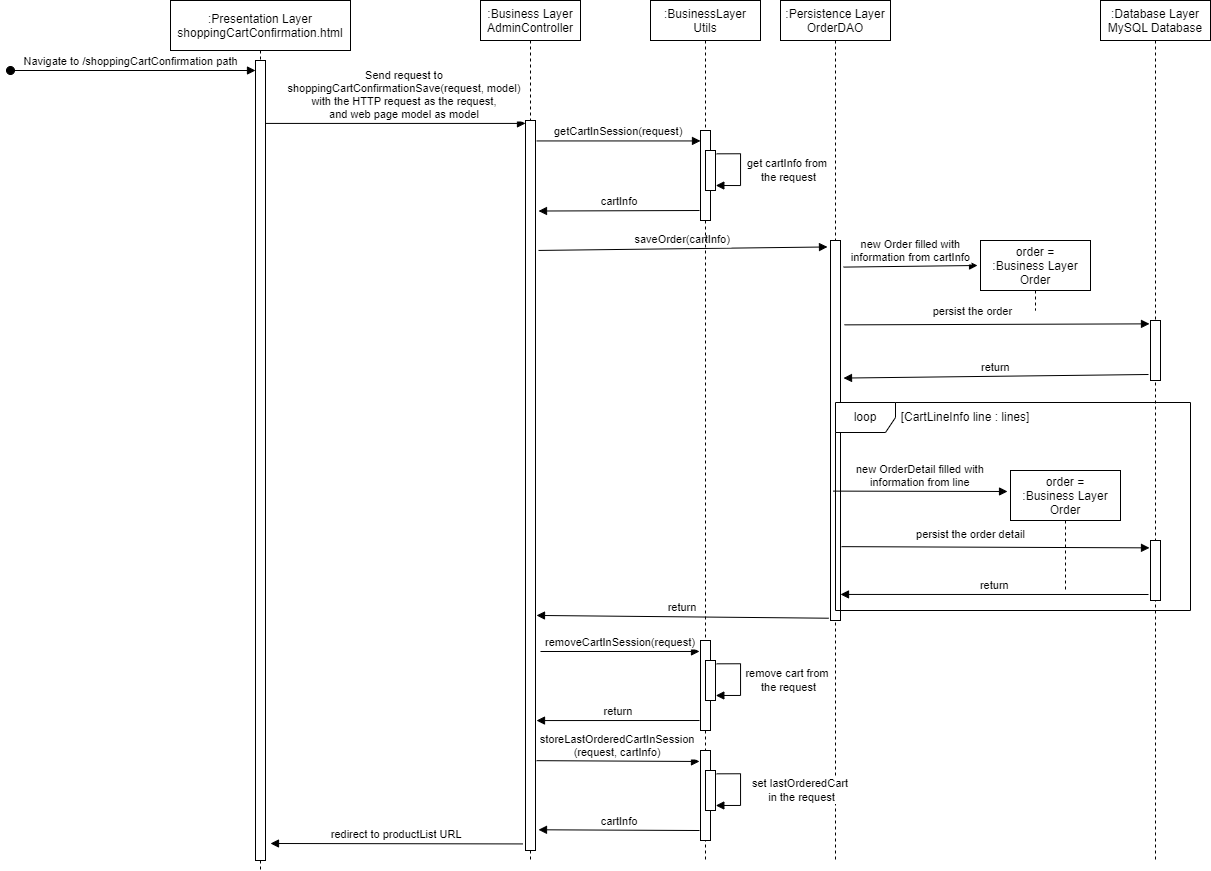 :Presentation Layer
shoppingCartConfirmation.html
:Business Layer
AdminController
:BusinessLayer
Utils
:Persistence Layer
OrderDAO
:Database Layer
MySQL Database
Navigate to /shoppingCartConfirmation path
Send request to
shoppingCartConfirmationSave(request, model)
with the HTTP request as the request,
and web page model as model
getCartInSession(request)
get cartInfo from
the request
cartInfo
saveOrder(cartInfo)
new Order filled with
information from cartInfo
order =
:Business Layer
Order
persist the order
return
loop
[CartLineInfo line : lines]
new OrderDetail filled with
information from line
order =
:Business Layer
Order
persist the order detail
return
return
removeCartInSession(request)
remove cart from
the request
return
storeLastOrderedCartInSession
(request, cartInfo)
set lastOrderedCart
in the request
cartInfo
redirect to productList URL